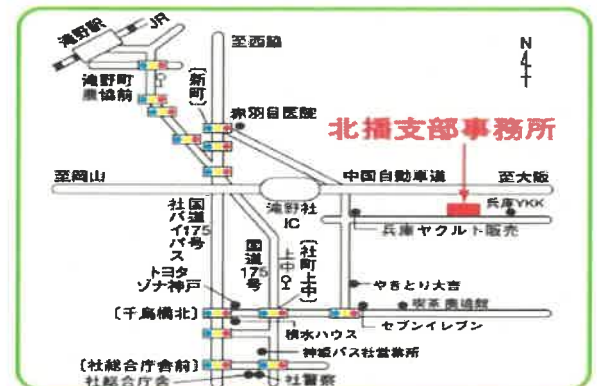 滝野駅
JR
至西脇
N
滝野町
農協前
〔新町〕
赤羽目医院
北播支部事務所
至岡山
中国自動車道
至大阪
兵庫YKK
滝野社
IC
兵庫ヤクルト販売
国道175号
社バイパス
国道175号
上中
〔社町上中〕
トヨタ
ゾナ神戸
やきとり大吉
〔千鳥橋北〕
セブンイレブン
積水ハウス
神姫バス社営業所
〔社総合庁舎前〕
社総合庁舎
社警察